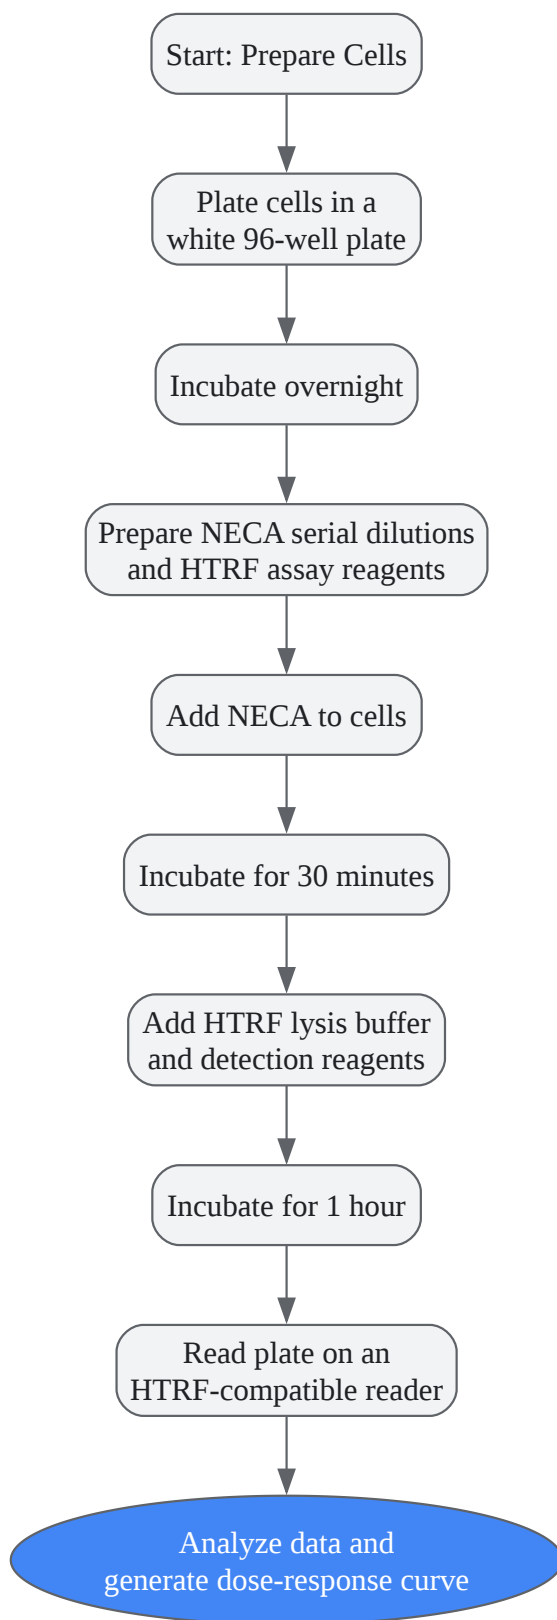 Start: Prepare Cells
Plate cells in a
white 96-well plate
Incubate overnight
Prepare NECA serial dilutions
and HTRF assay reagents
Add NECA to cells
Incubate for 30 minutes
Add HTRF lysis buffer
and detection reagents
Incubate for 1 hour
Read plate on an
HTRF-compatible reader
Analyze data and
generate dose-response curve